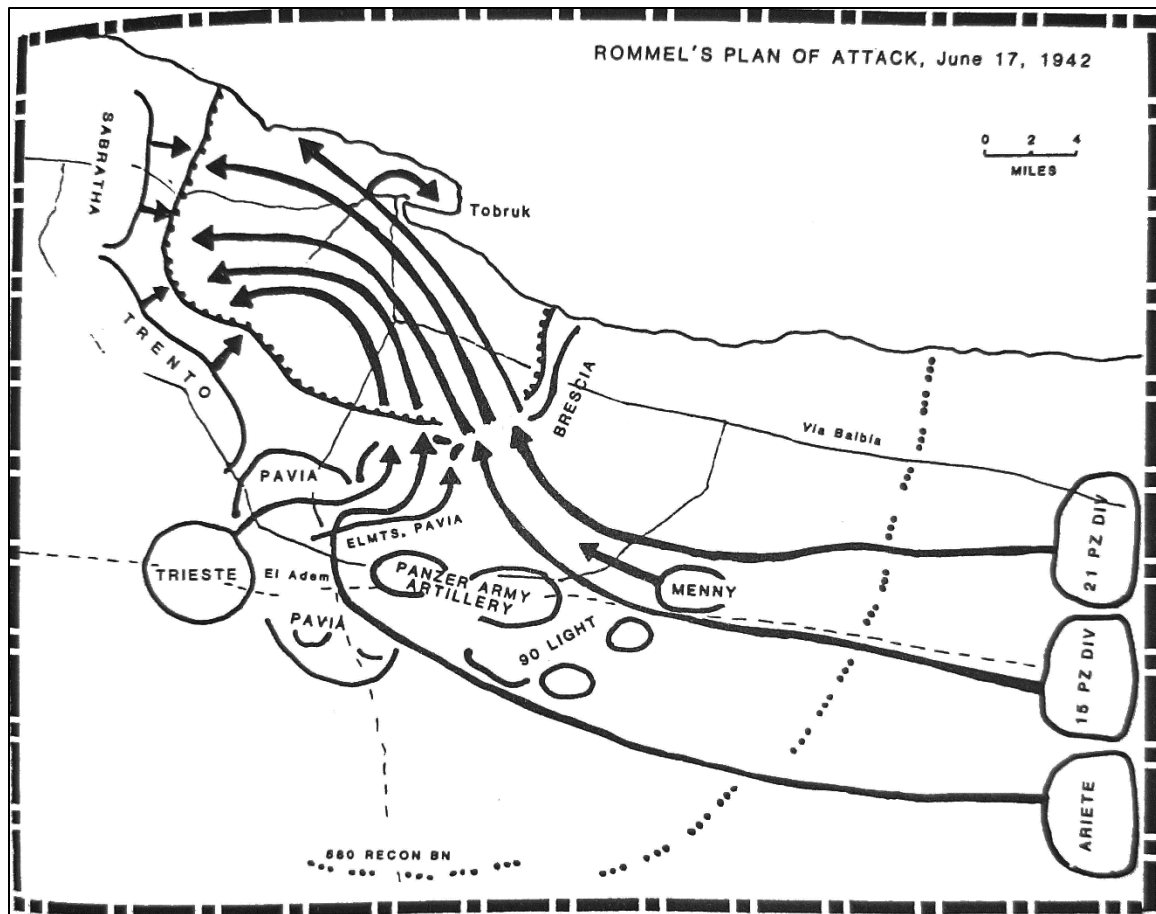 ROMMEL'S PLAN OF ATTACK, June 17, 1942
0 2 4
MILES
SABRATHA
Tobruk
TRENTO
BRESCIA
Via Balbia
PAVIA
ELMTS, PAVIA
21 PZ DIV
TRIESTE
El Adem
PANZER ARMY
ARTILLERY
MENNY
PAVIA
90 LIGHT
15 PZ DIV
ARIETE
580 RECON BN